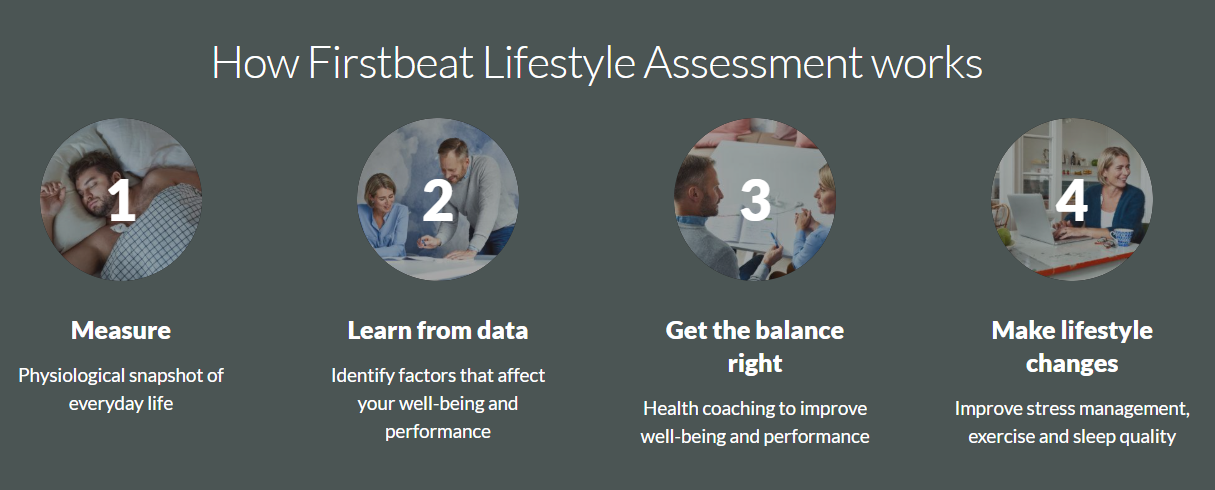 How Firstbeat Lifestyle Assessment works
1
2
3
4
Measure
Physiological snapshot of
everyday life
Learn from data
Identify factors that affect
your well-being and
performance
Get the balance
right
Health coaching to improve
well-being and performance
Make lifestyle
changes
Improve stress management,
exercise and sleep quality